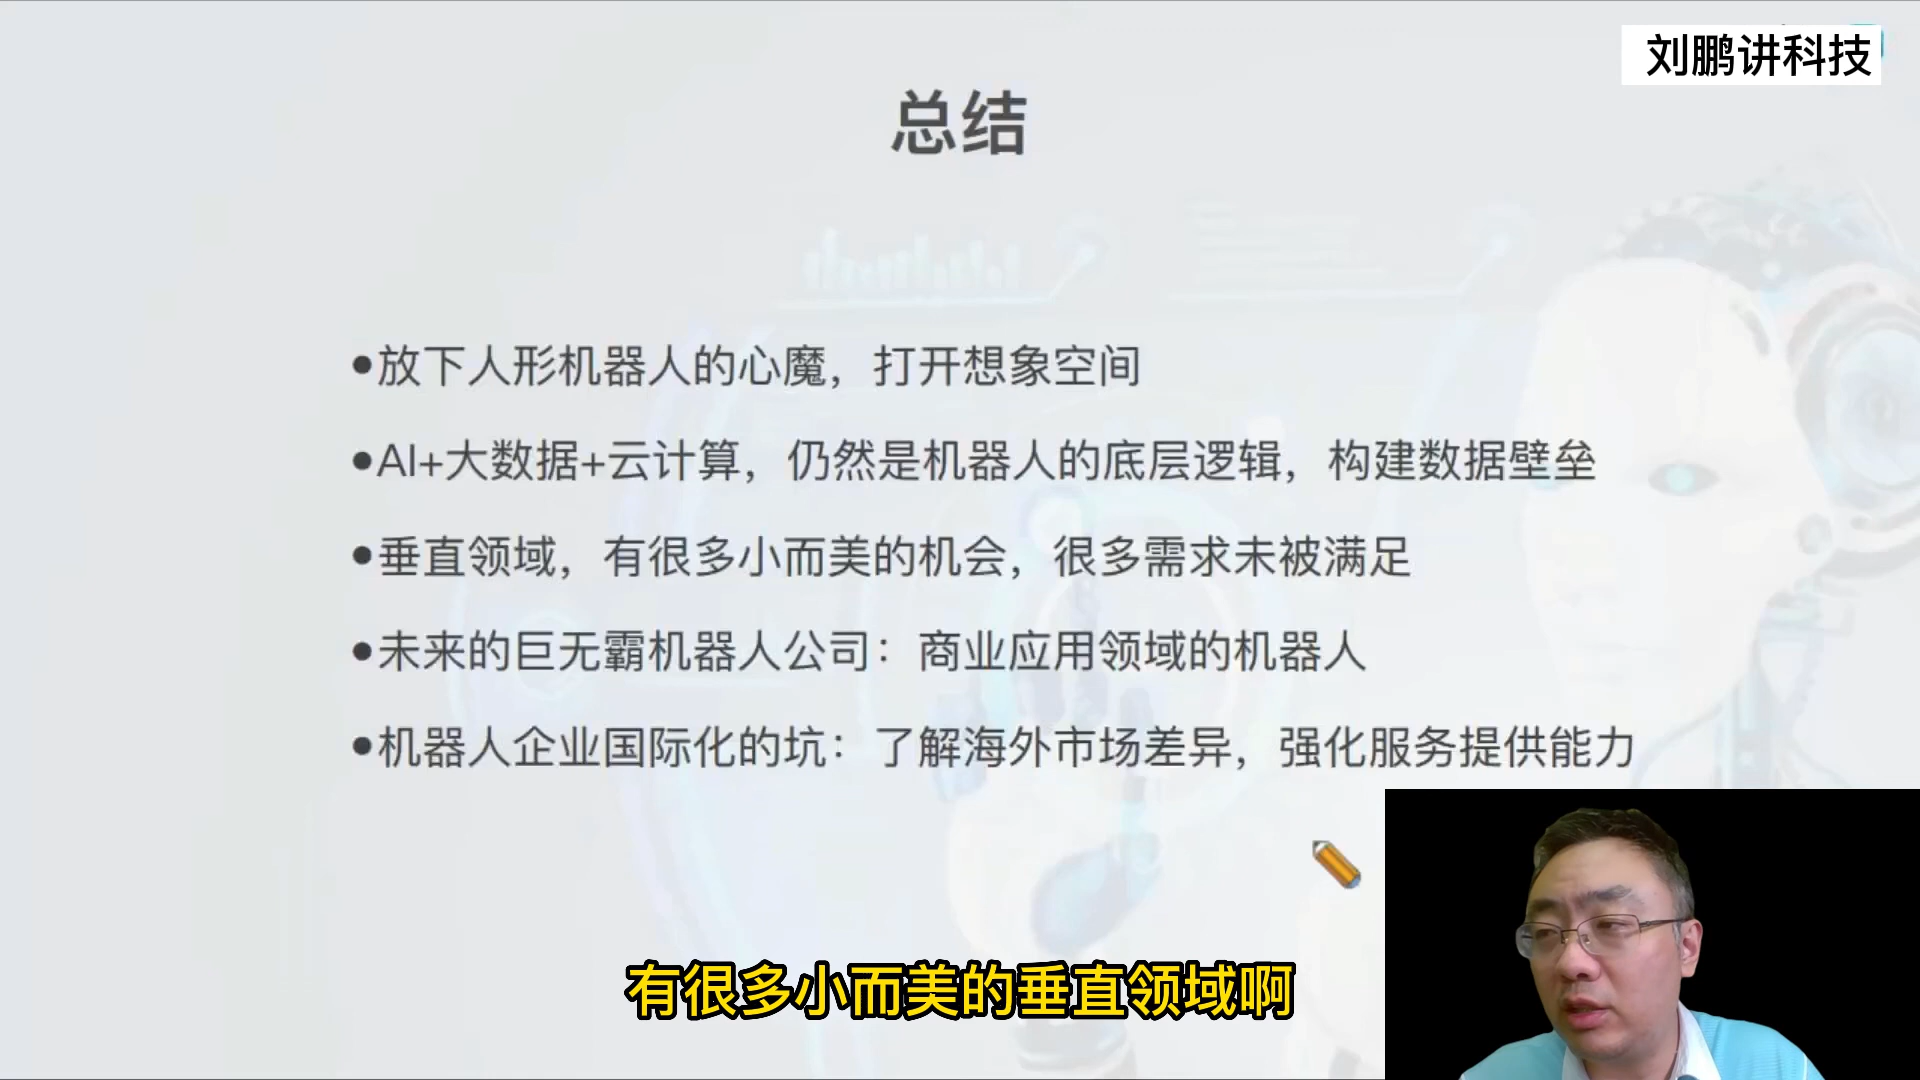 刘鹏讲科技
总结
•放下人形机器人的心魔，打开想象空间
•AI+大数据+云计算，仍然是机器人的底层逻辑，构建数据壁垒
•垂直领域，有很多小而美的机会，很多需求未被满足
•未来的巨无霸机器人公司：商业应用领域的机器人
•机器人企业国际化的坑：了解海外市场差异，强化服务提供能力
有很多小而美的垂直领域啊